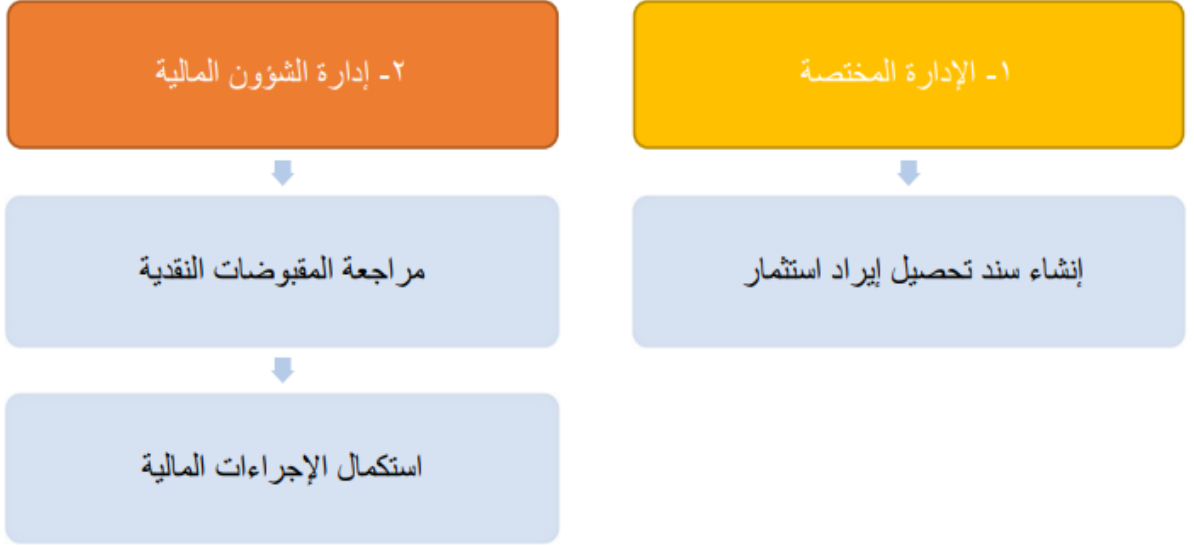 ١- الإدارة المختصة
إنشاء سند تحصيل إيراد استثمار
٢- إدارة الشؤون المالية
مراجعة المقبوضات النقدية
استكمال الإجراءات المالية